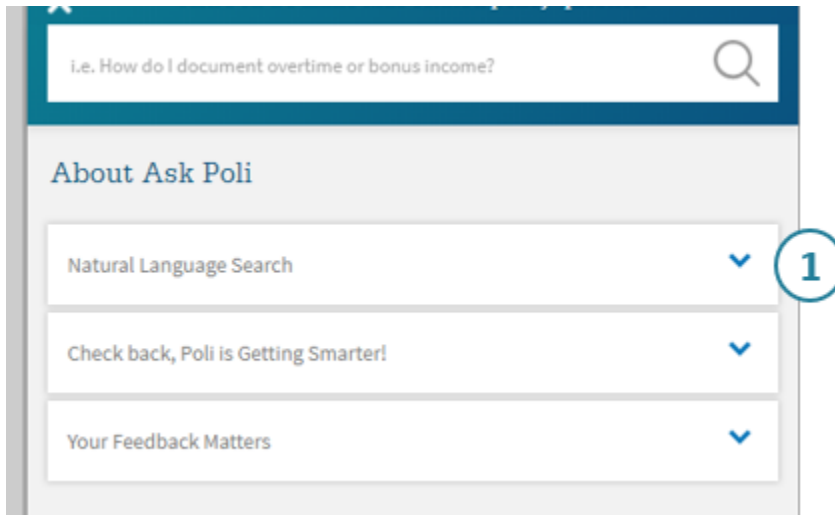 i.e. How do I document overtime or bonus income?
About Ask Poli
Natural Language Search
1
Check back, Poli is Getting Smarter!
Your Feedback Matters